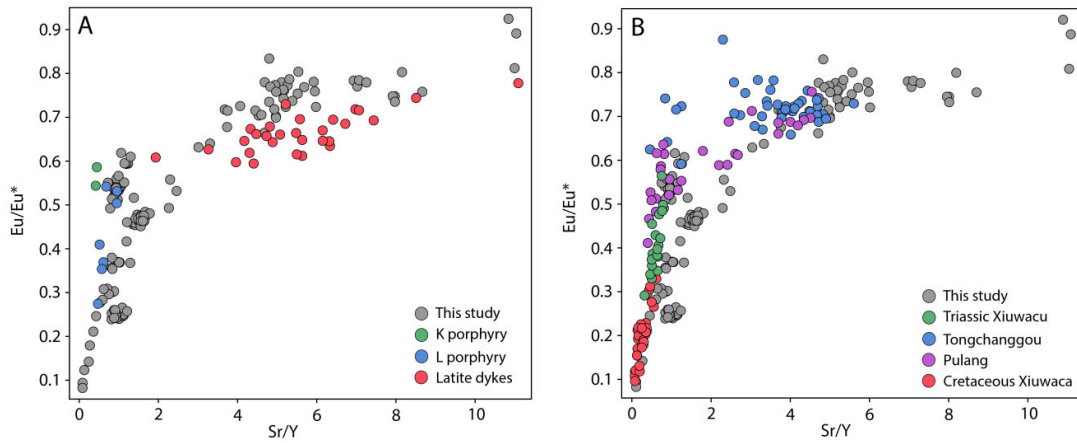 A
Eu/Eu*
0.9
0.8
0.7
0.6
0.5
0.4
0.3
0.2
0.1
0
2
4
6
8
10
Sr/Y
This study
K porphyry
L porphyry
Latite dykes
B
Eu/Eu*
0.9
0.8
0.7
0.6
0.5
0.4
0.3
0.2
0.1
0
2
4
6
8
10
Sr/Y
This study
Triassic Xiuwacu
Tongchanggou
Pulang
Cretaceous Xiuwaca